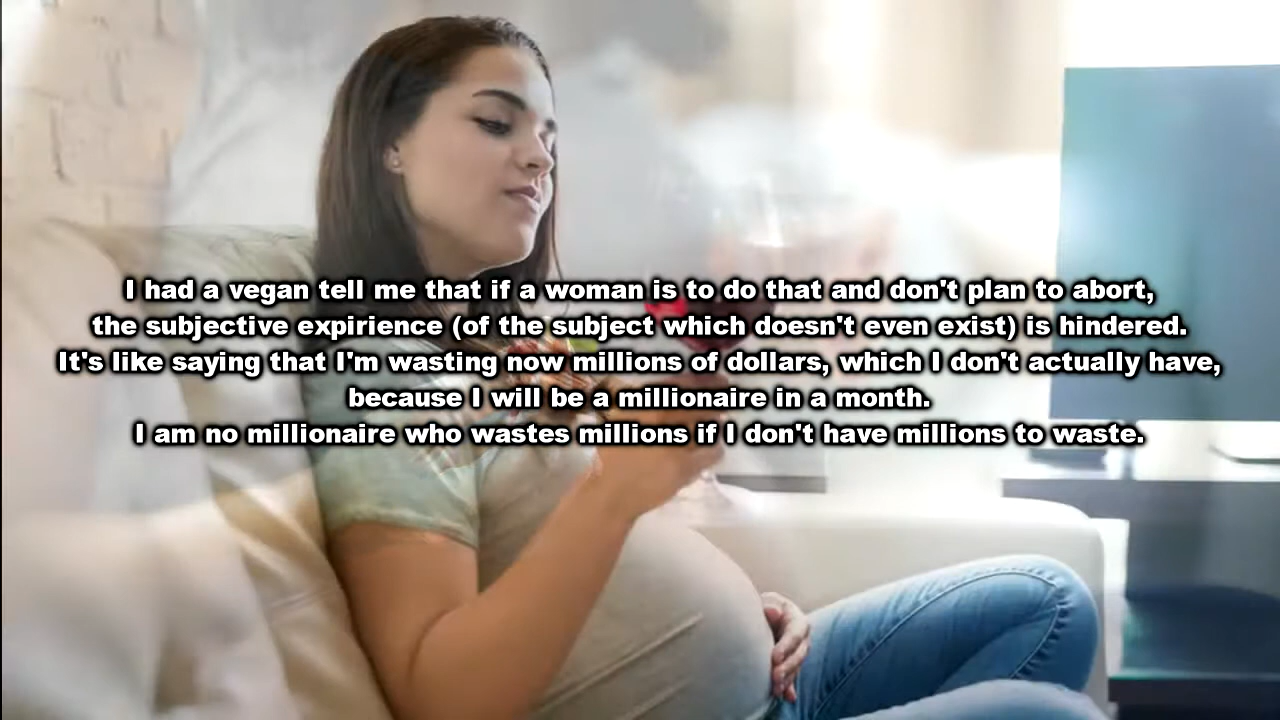 I had a vegan tell me that if a woman is to do that and don't plan to abort,
the subjective expirience (of the subject which doesn't even exist) is hindered.
It's like saying that I'm wasting now millions of dollars, which I don't actually have,
because I will be a millionaire in a month.
I am no millionaire who wastes millions if I don't have millions to waste.